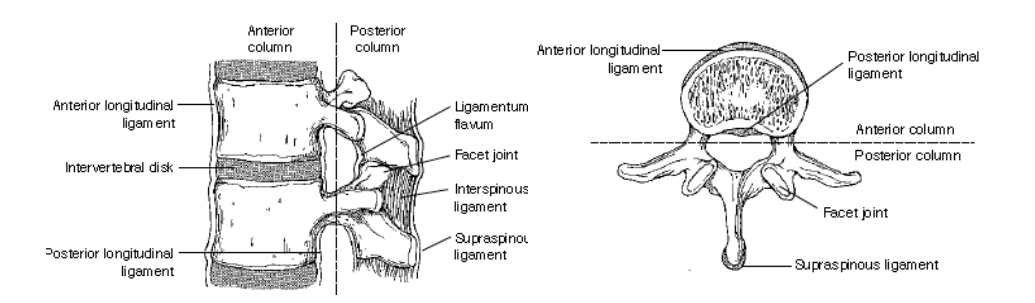 Anterior
column
Posterior
column
Anterior longitudinal
ligament
Intervertebral disk
Posterior longitudinal
ligament
Ligamentum
flavum
Facet joint
Interspinous
ligament
Supraspinou
ligament
Anterior longitudinal
ligament
Posterior longitudinal
ligament
Anterior column
Posterior column
Facet joint
Supraspinous ligament